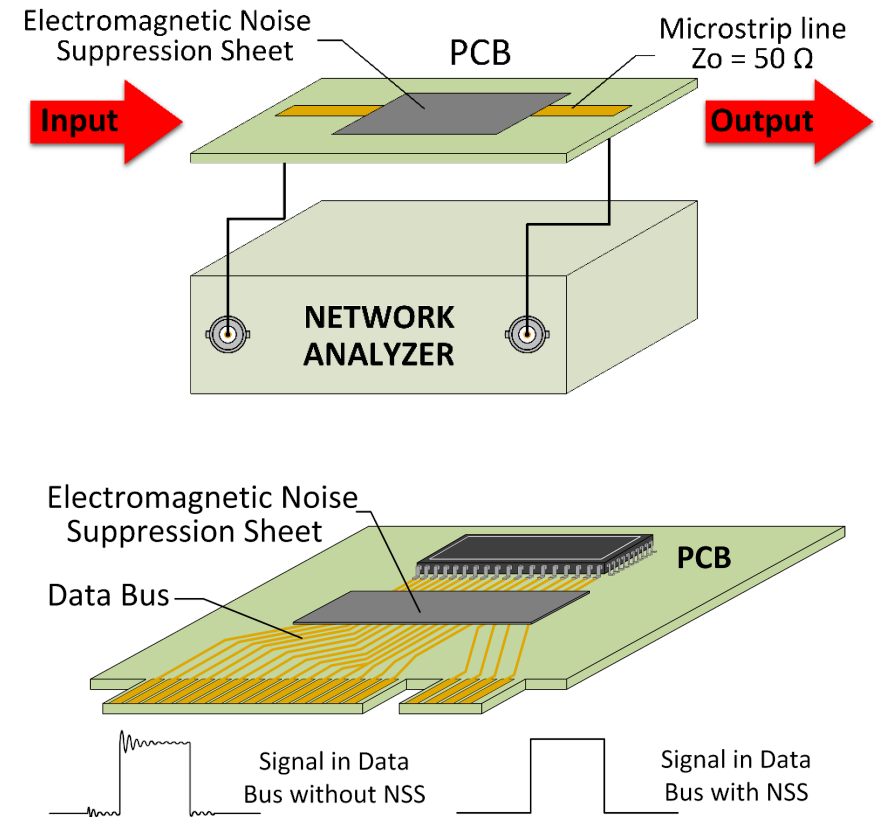 Electromagnetic Noise
Suppression Sheet
PCB
Microstrip line
Zo = 50 Ω
Input
Output
NETWORK
ANALYZER
Electromagnetic Noise
Suppression Sheet
PCB
Data Bus
Signal in Data
Bus without NSS
Signal in Data
Bus with NSS